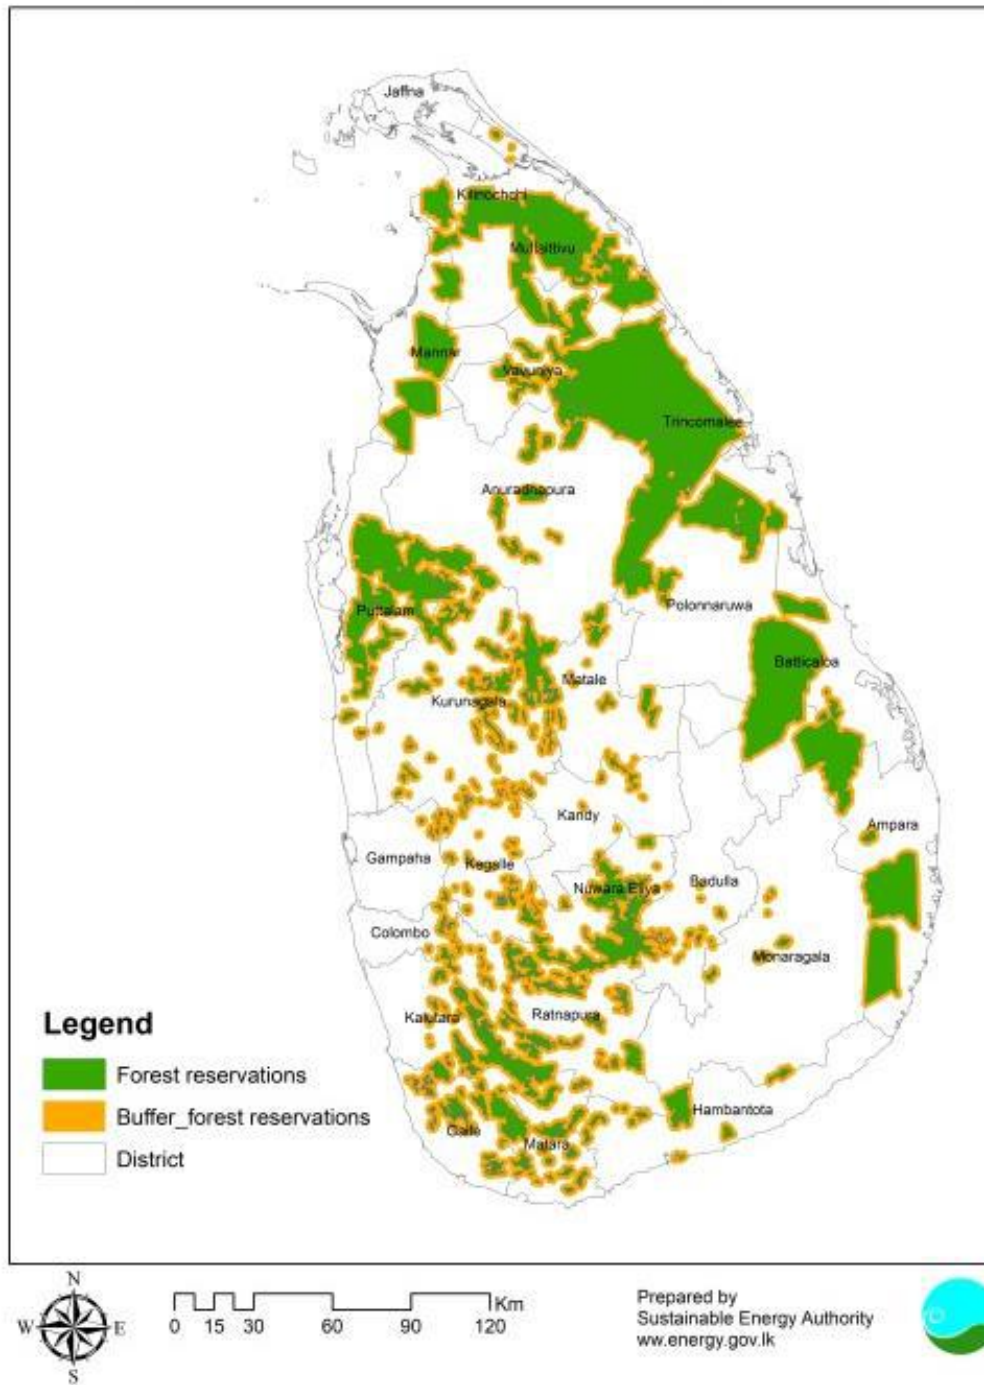 Jaffna
Kilinochchi
Mullaittivu
Mannar
Vavuniya
Trincomalee
Anuradhapura
Puttalam
Polonnaruwa
Batticaloa
Matale
Kurunagala
Kandy
Ampara
Gampaha
Kegalle
Nuwara Eliya
Badulla
Colombo
Monaragala
Kalutara
Ratnapura
Hambantota
Galle
Matara
Legend
Forest reservations
Buffer_forest reservations
District
N
W E
S
Km
0 15 30 60 90 120
Prepared by
Sustainable Energy Authority
ww.energy.gov.lk